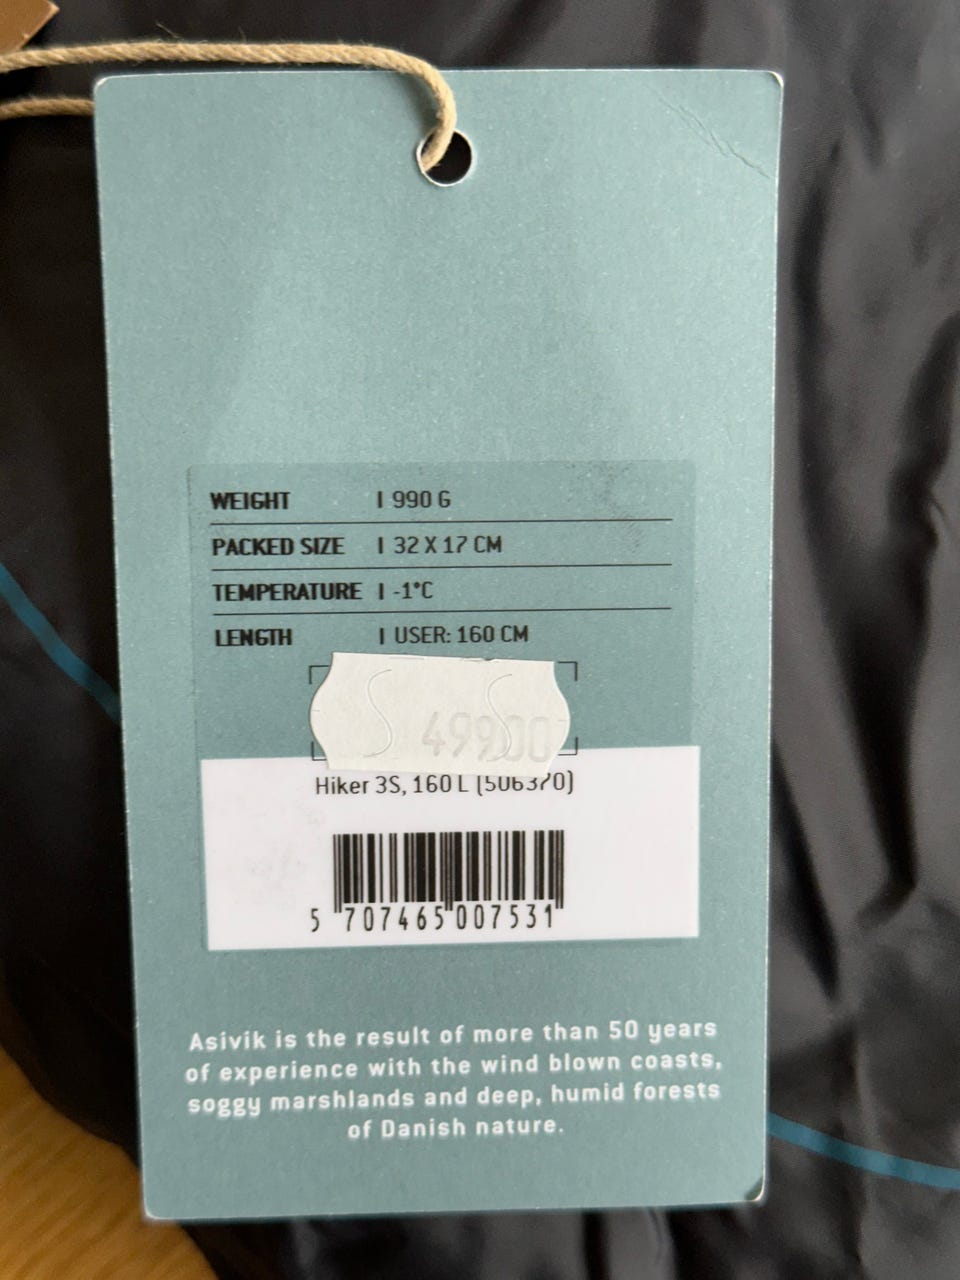 WEIGHT | 990 G
PACKED SIZE | 32 X 17 CM
TEMPERATURE | -1°C
LENGTH | USER: 160 CM
499,00
Hiker 3S, 160 L (506370)
5 707465 007531
Asivik is the result of more than 50 years
of experience with the wind blown coasts,
soggy marshlands and deep, humid forests
of Danish nature.